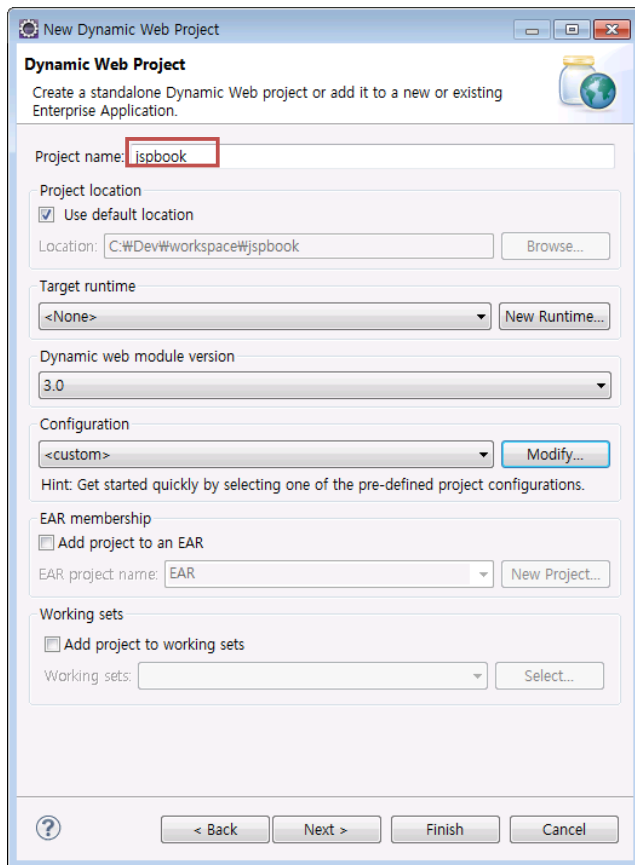 New Dynamic Web Project
Dynamic Web Project
Create a standalone Dynamic Web project or add it to a new or existing
Enterprise Application.
Project name: jspbook
Project location
Use default location
Location: C:₩Dev₩workspace₩jspbook Browse...
Target runtime
<None> New Runtime...
Dynamic web module version
3.0
Configuration
<custom> Modify...
Hint: Get started quickly by selecting one of the pre-defined project configurations.
EAR membership
Add project to an EAR
EAR project name: EAR New Project...
Working sets
Add project to working sets
Working sets: Select...
? < Back Next > Finish Cancel